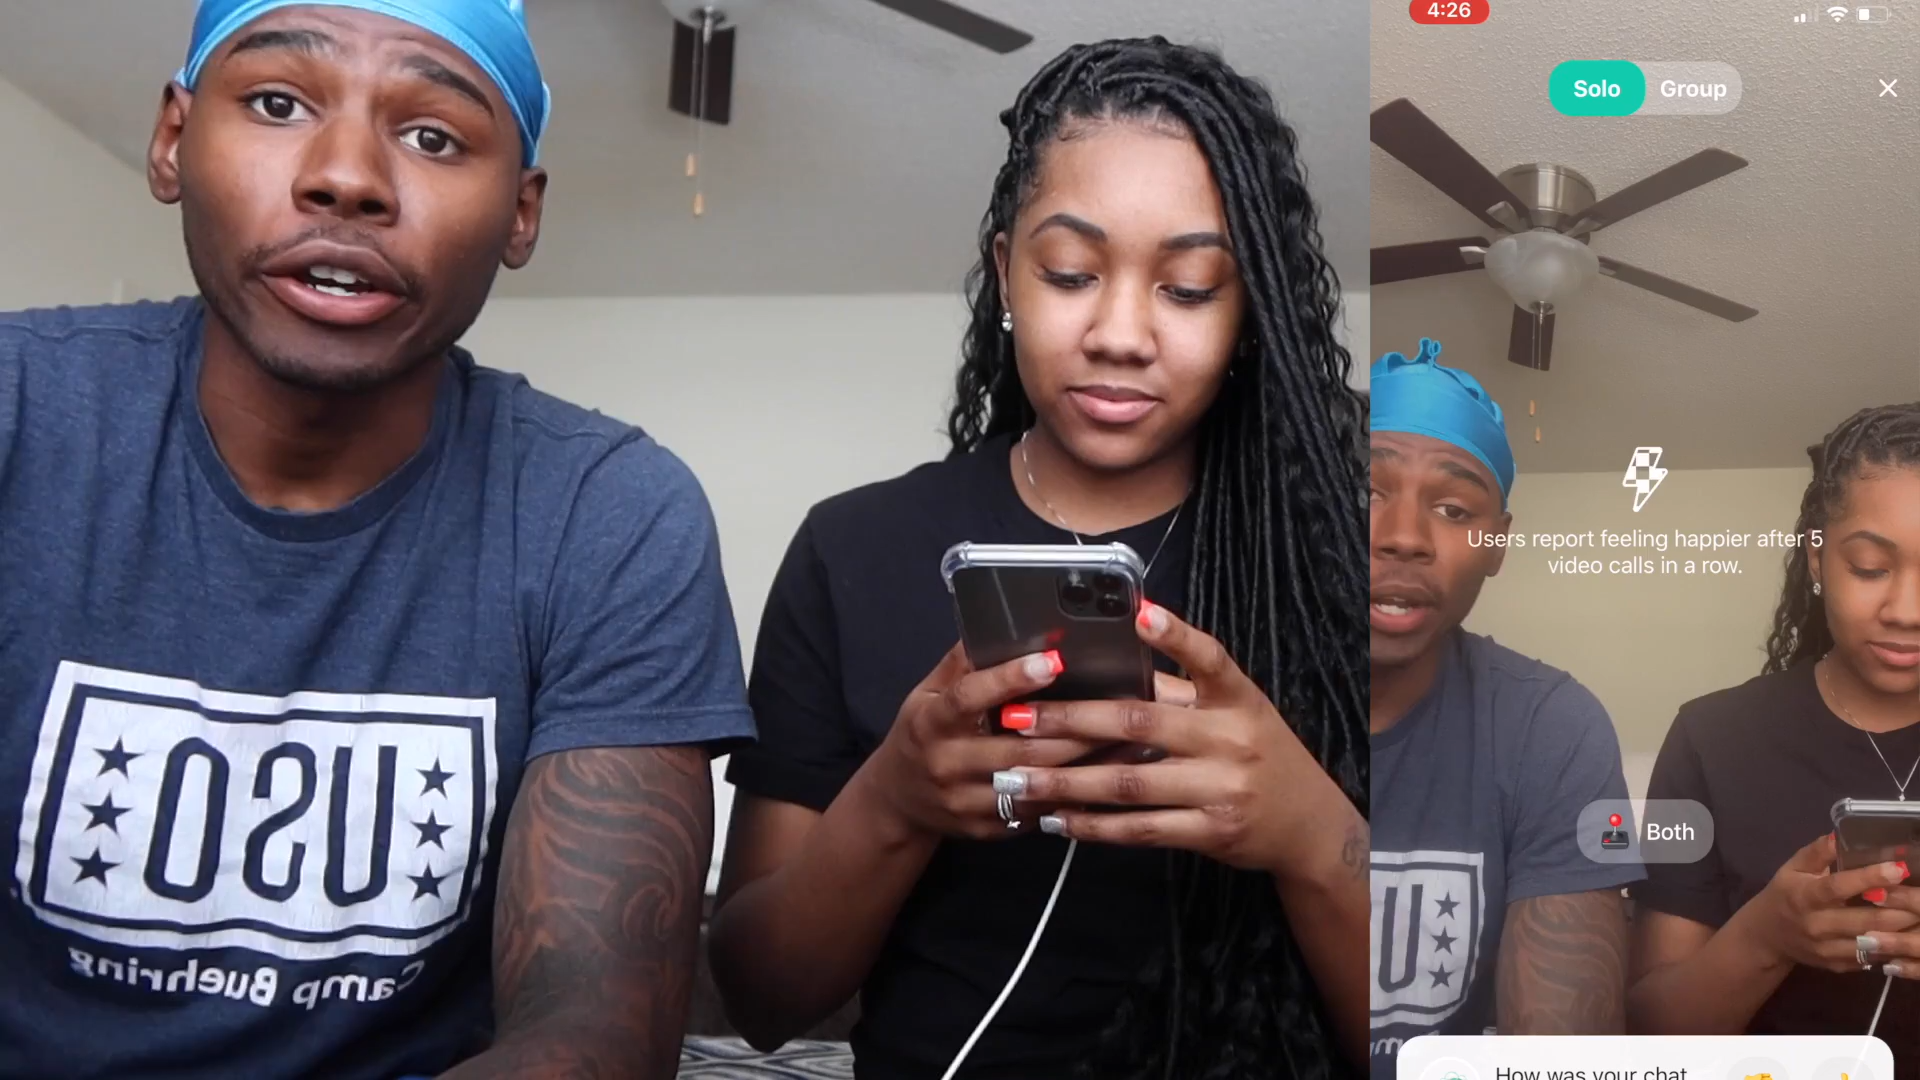 USO
Camp Buehring
4:26
Solo Group
Users report feeling happier after 5
video calls in a row.
Both
U
How was your chat